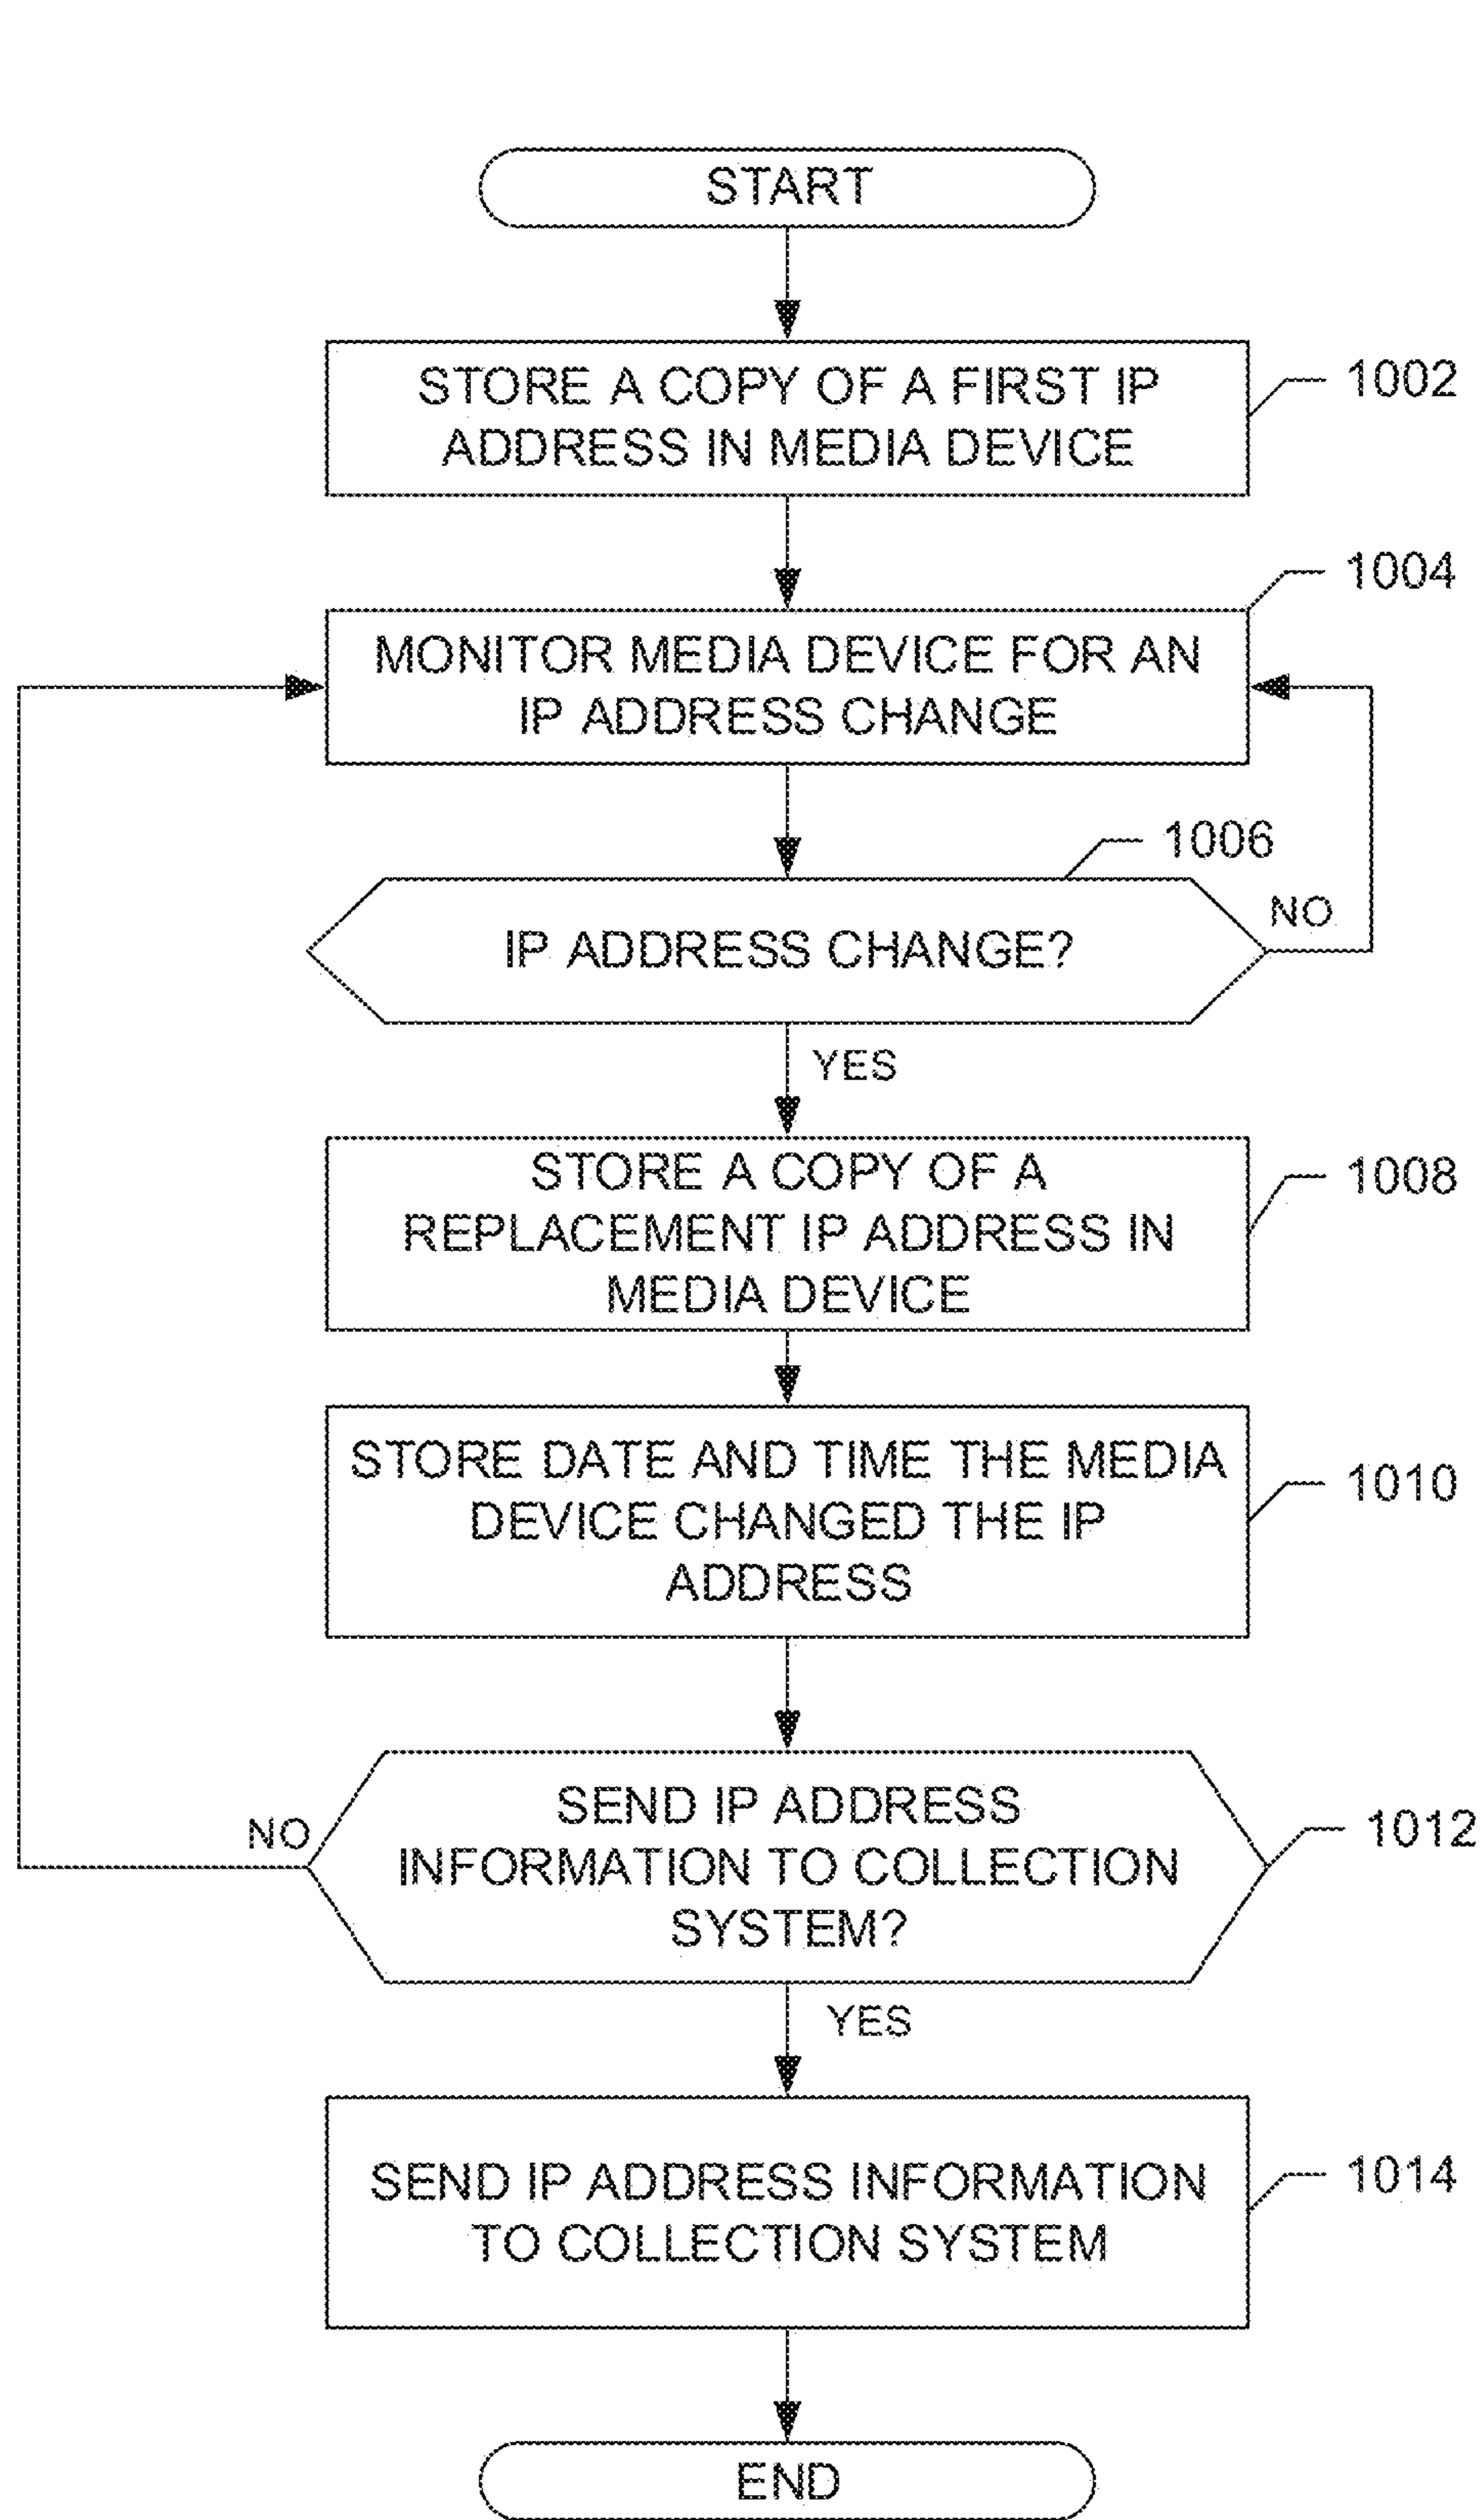 START
STORE A COPY OF A FIRST IP
ADDRESS IN MEDIA DEVICE
1002
1004
MONITOR MEDIA DEVICE FOR AN
IP ADDRESS CHANGE
1006
NO
IP ADDRESS CHANGE?
YES
STORE A COPY OF A
REPLACEMENT IP ADDRESS IN
MEDIA DEVICE
1008
STORE DATE AND TIME THE MEDIA
DEVICE CHANGED THE IP
ADDRESS
1010
SEND IP ADDRESS
INFORMATION TO COLLECTION
SYSTEM?
1012
NO
YES
SEND IP ADDRESS INFORMATION
TO COLLECTION SYSTEM
1014
END